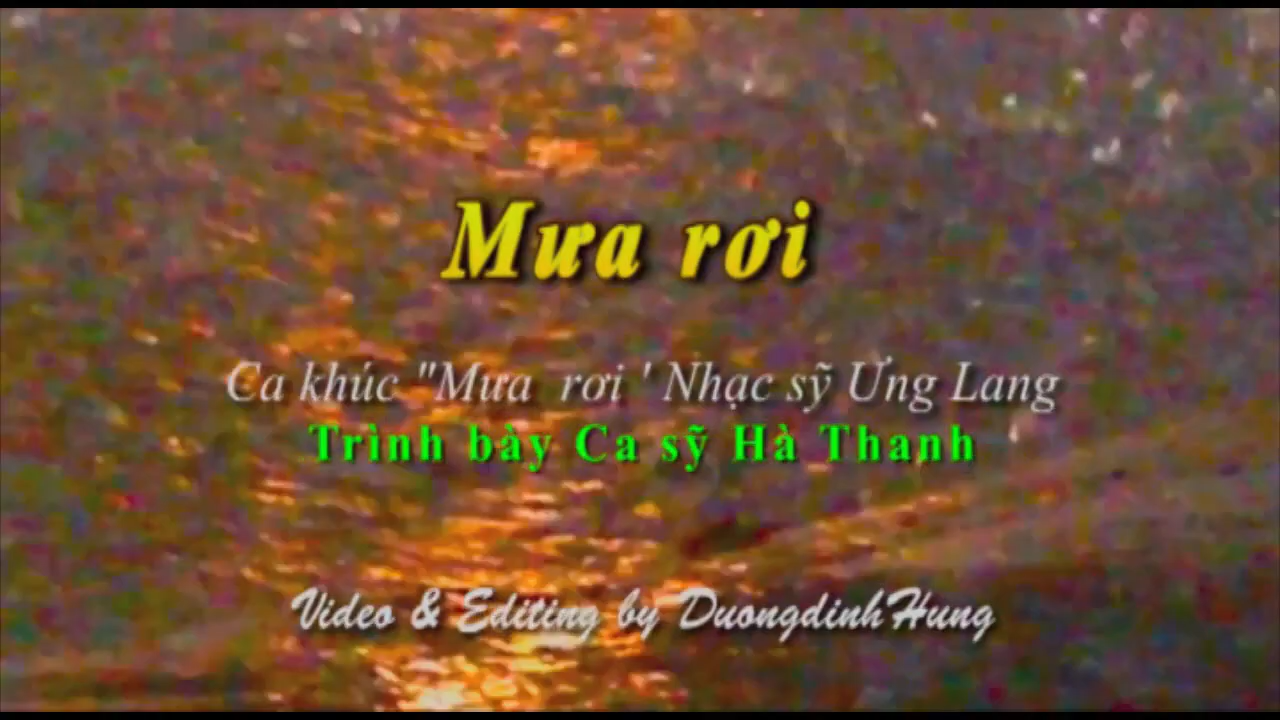 Mưa rơi
Ca khúc "Mưa rơi ' Nhạc sỹ Ưng Lang
Trình bày Ca sỹ Hà Thanh
Video & Editing by DuongdinhHung